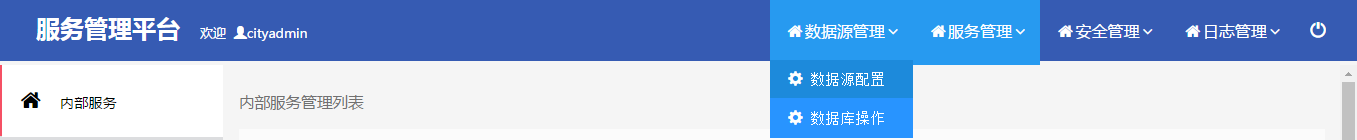 服务管理平台 欢迎 cityadmin 数据源管理 服务管理 安全管理 日志管理
数据源配置
内部服务
内部服务管理列表
数据库操作